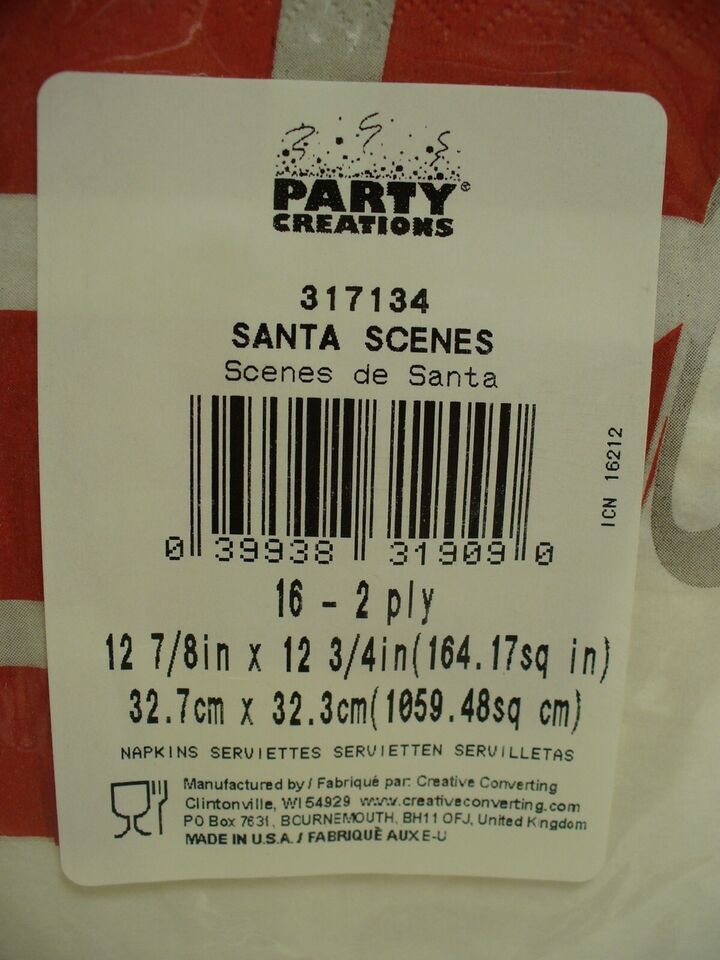 PARTY®
CREATIONS
317134
SANTA SCENES
Scenes de Santa
ICN 16212
0 39938 31909 0
16 - 2 ply
12 7/8in x 12 3/4in(164.17sq in)
32.7cm x 32.3cm(1059.48sq cm)
NAPKINS SERVIETTES SERVIETTEN SERVILLETAS
Manufactured by / Fabriqué par: Creative Converting
Clintonville, WI 54929 www.creativeconverting.com
PO Box 7631, BOURNEMOUTH, BH11 OFJ, United Kingdom
MADE IN U.S.A. / FABRIQUÈ AUX E-U